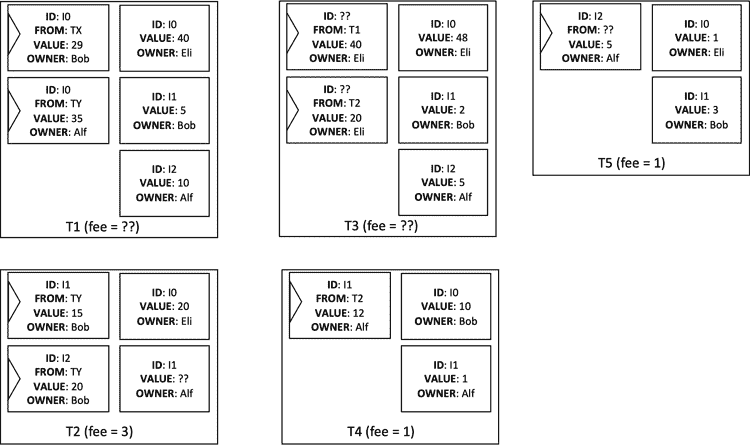 ID: I0
FROM: TX
VALUE: 29
OWNER: Bob
ID: I0
VALUE: 40
OWNER: Eli
ID: I0
FROM: TY
VALUE: 35
OWNER: Alf
ID: I1
VALUE: 5
OWNER: Bob
ID: I2
VALUE: 10
OWNER: Alf
T1 (fee = ??)
ID: ??
FROM: T1
VALUE: 40
OWNER: Eli
ID: I0
VALUE: 48
OWNER: Eli
ID: ??
FROM: T2
VALUE: 20
OWNER: Eli
ID: I1
VALUE: 2
OWNER: Bob
ID: I2
VALUE: 5
OWNER: Alf
T3 (fee = ??)
ID: I2
FROM: ??
VALUE: 5
OWNER: Alf
ID: I0
VALUE: 1
OWNER: Eli
ID: I1
VALUE: 3
OWNER: Bob
T5 (fee = 1)
ID: I1
FROM: TY
VALUE: 15
OWNER: Bob
ID: I0
VALUE: 20
OWNER: Eli
ID: I2
FROM: TY
VALUE: 20
OWNER: Bob
ID: I1
VALUE: ??
OWNER: Alf
T2 (fee = 3)
ID: I1
FROM: T2
VALUE: 12
OWNER: Alf
ID: I0
VALUE: 10
OWNER: Bob
ID: I1
VALUE: 1
OWNER: Alf
T4 (fee = 1)